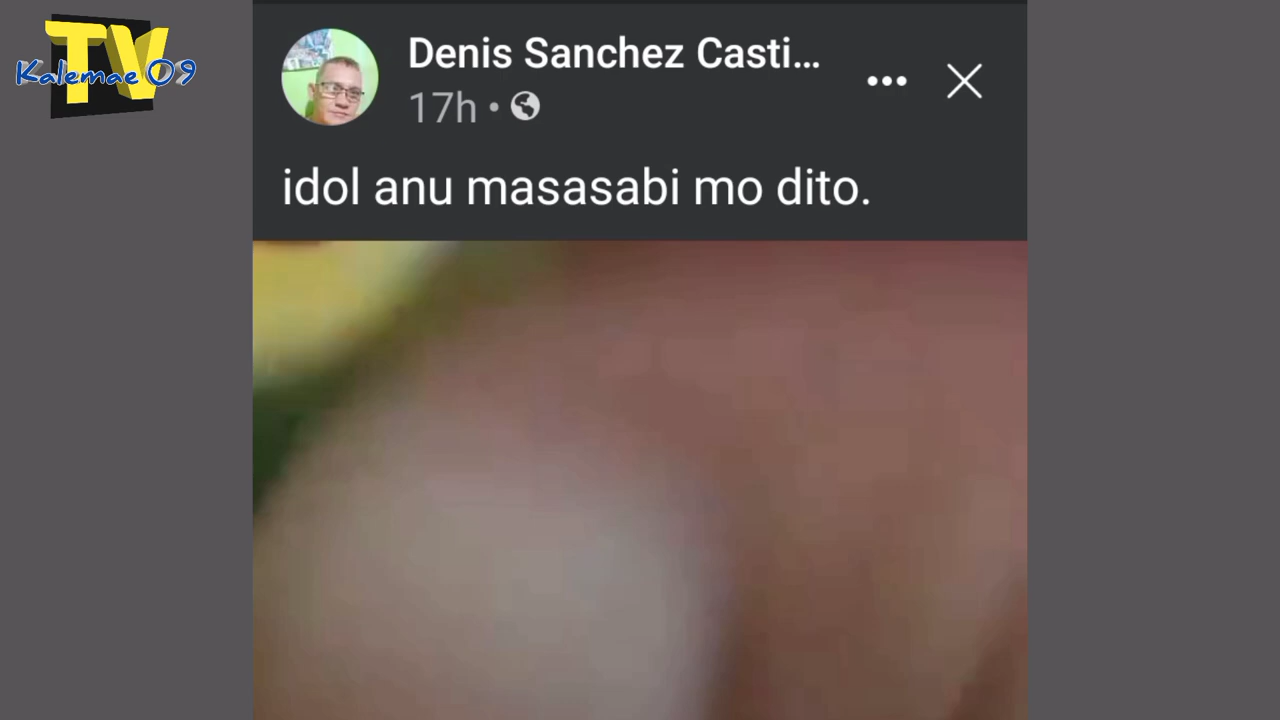 TV
Kalemae 09
Denis Sanchez Casti...
17h
idol anu masasabi mo dito.